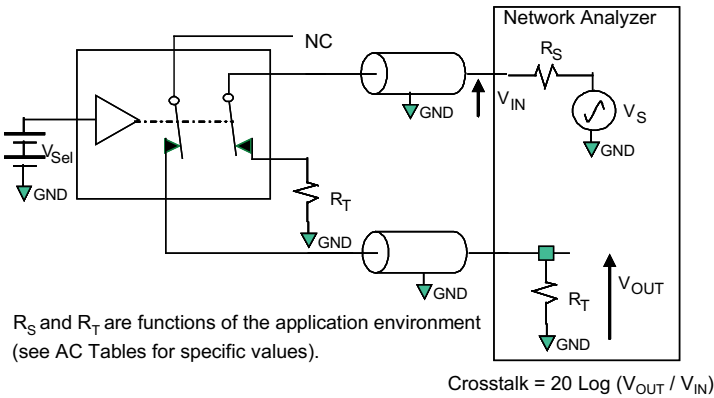 Network Analyzer
NC
R_S
V_IN
V_S
GND
GND
V_Sel
GND
R_T
GND
GND
R_T
V_OUT
GND
R_S and R_T are functions of the application environment
(see AC Tables for specific values).
Crosstalk = 20 Log (V_OUT / V_IN)